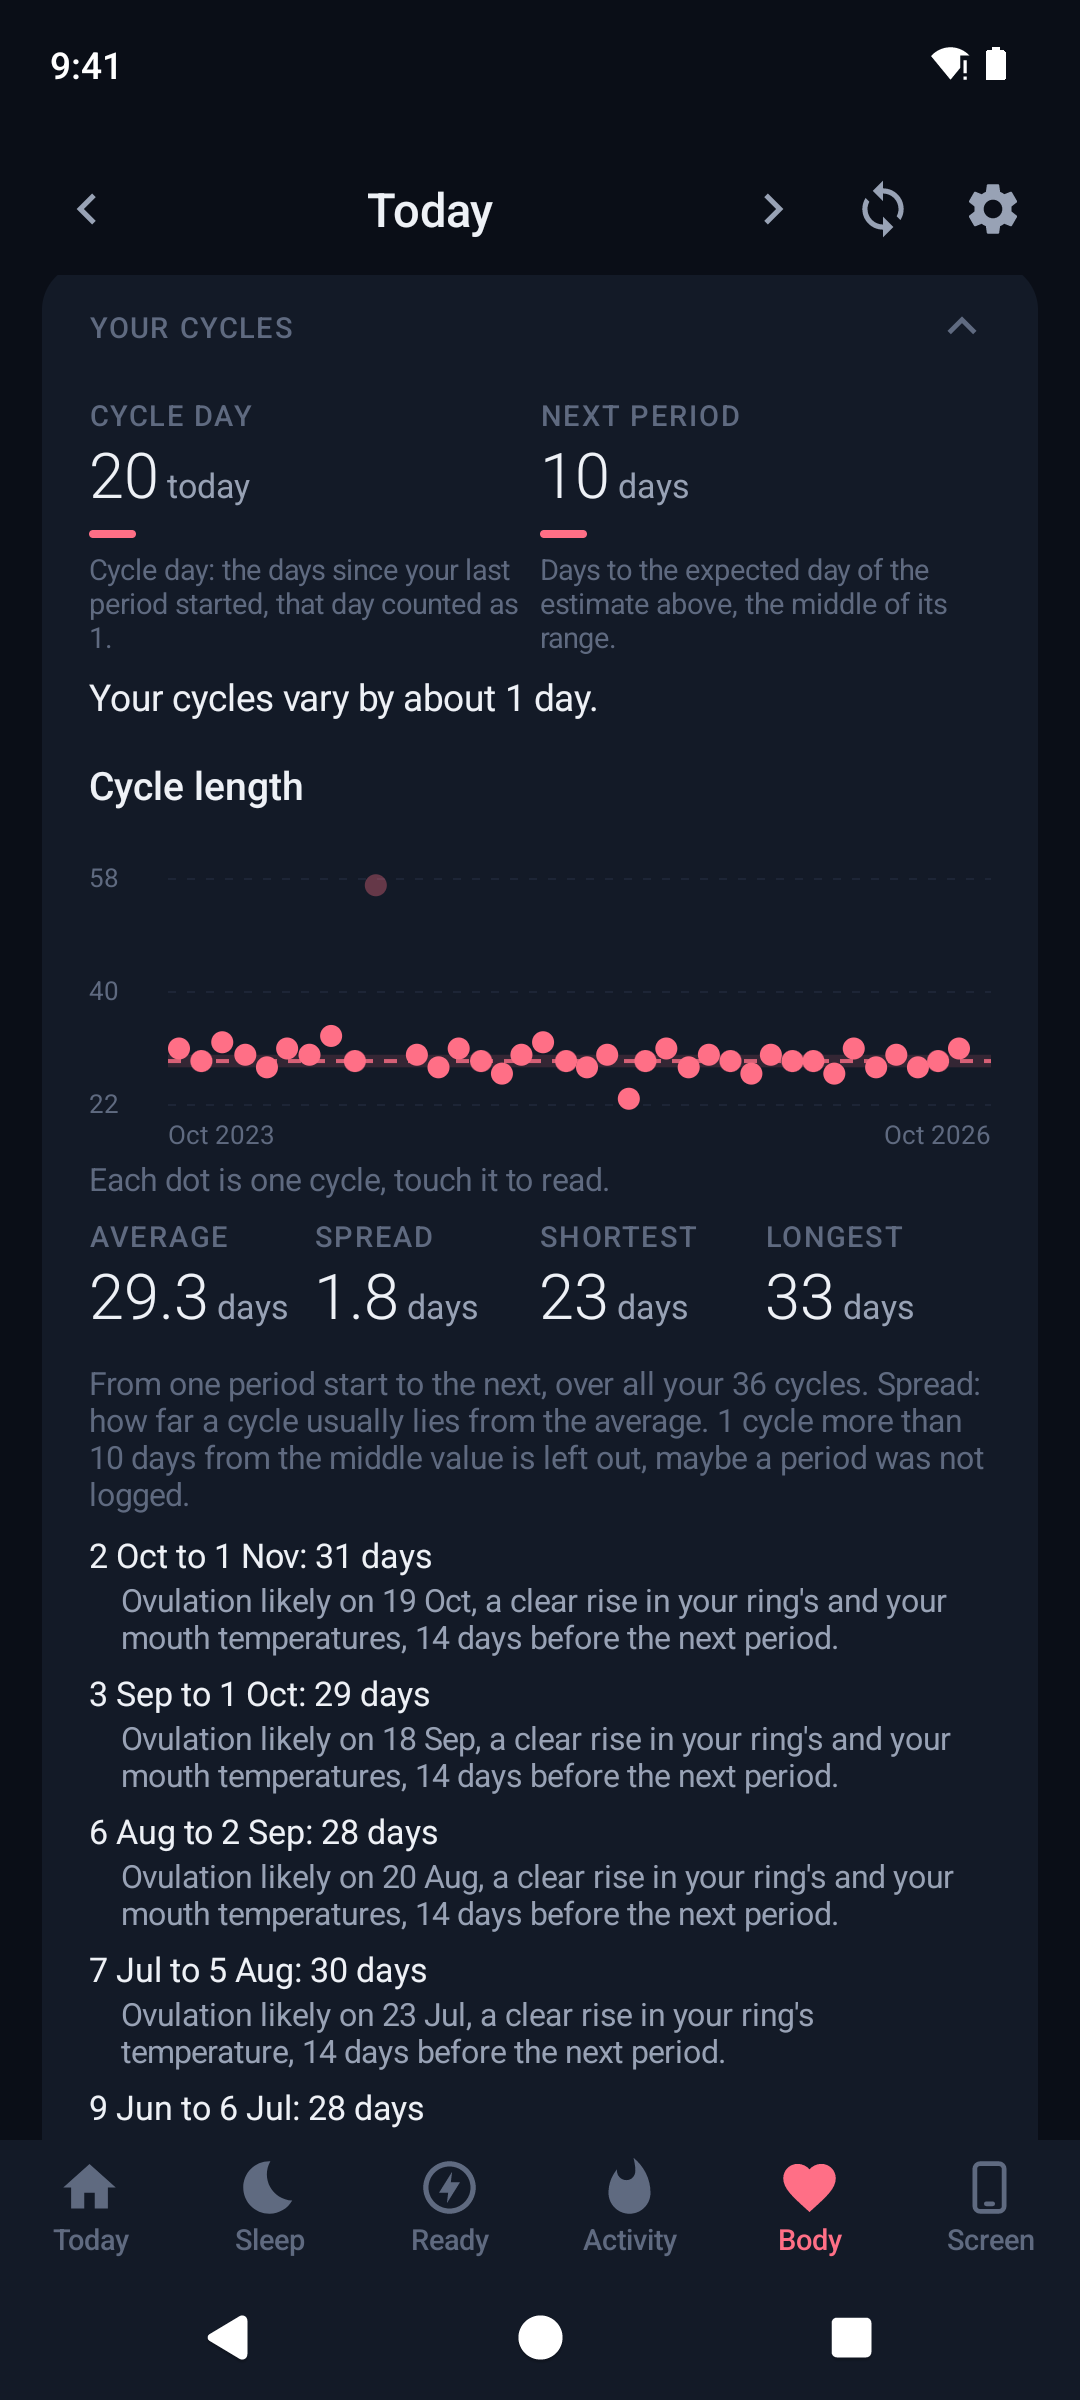 9:41
Today
YOUR CYCLES
CYCLE DAY
20 today
Cycle day: the days since your last
period started, that day counted as
1.
NEXT PERIOD
10 days
Days to the expected day of the
estimate above, the middle of its
range.
Your cycles vary by about 1 day.
Cycle length
58
40
22
Oct 2023
Oct 2026
Each dot is one cycle, touch it to read.
AVERAGE
29.3 days
SPREAD
1.8 days
SHORTEST
23 days
LONGEST
33 days
From one period start to the next, over all your 36 cycles. Spread:
how far a cycle usually lies from the average. 1 cycle more than
10 days from the middle value is left out, maybe a period was not
logged.
2 Oct to 1 Nov: 31 days
Ovulation likely on 19 Oct, a clear rise in your ring's and your
mouth temperatures, 14 days before the next period.
3 Sep to 1 Oct: 29 days
Ovulation likely on 18 Sep, a clear rise in your ring's and your
mouth temperatures, 14 days before the next period.
6 Aug to 2 Sep: 28 days
Ovulation likely on 20 Aug, a clear rise in your ring's and your
mouth temperatures, 14 days before the next period.
7 Jul to 5 Aug: 30 days
Ovulation likely on 23 Jul, a clear rise in your ring's
temperature, 14 days before the next period.
9 Jun to 6 Jul: 28 days
Today
Sleep
Ready
Activity
Body
Screen